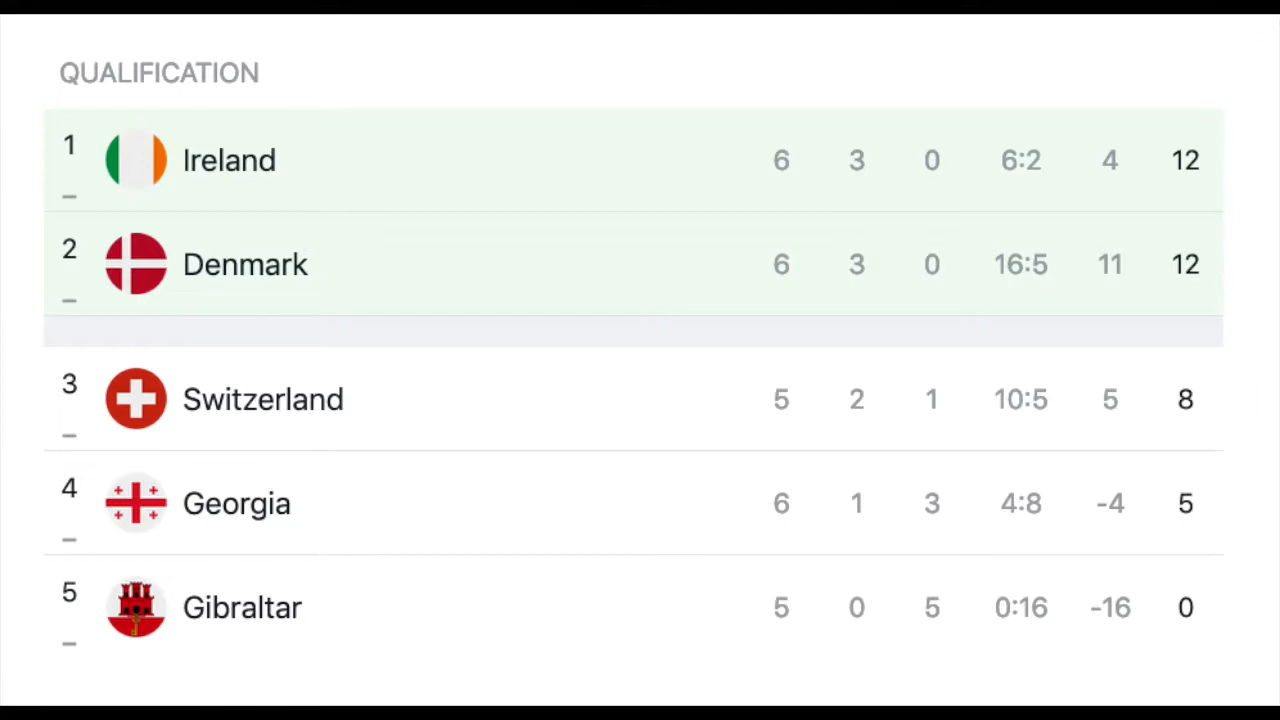 QUALIFICATION
1 Ireland 6 3 0 6:2 4 12
2 Denmark 6 3 0 16:5 11 12
3 Switzerland 5 2 1 10:5 5 8
4 Georgia 6 1 3 4:8 -4 5
5 Gibraltar 5 0 5 0:16 -16 0